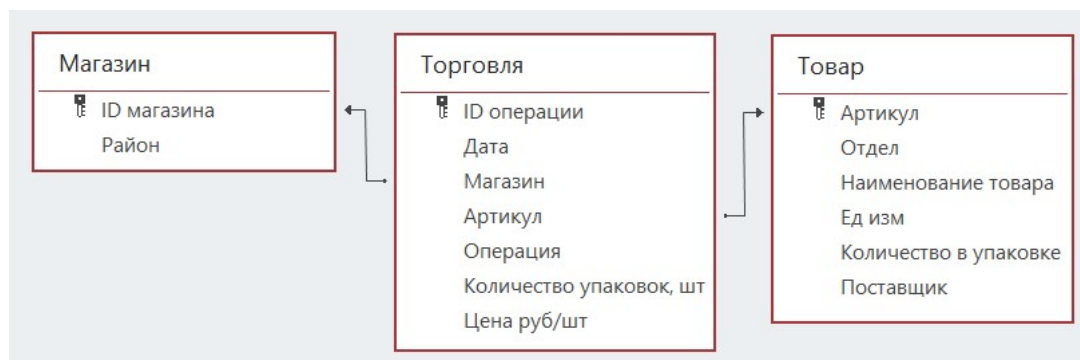 Магазин
ID магазина
Район
Торговля
ID операции
Дата
Магазин
Артикул
Операция
Количество упаковок, шт
Цена руб/шт
Товар
Артикул
Отдел
Наименование товара
Ед изм
Количество в упаковке
Поставщик